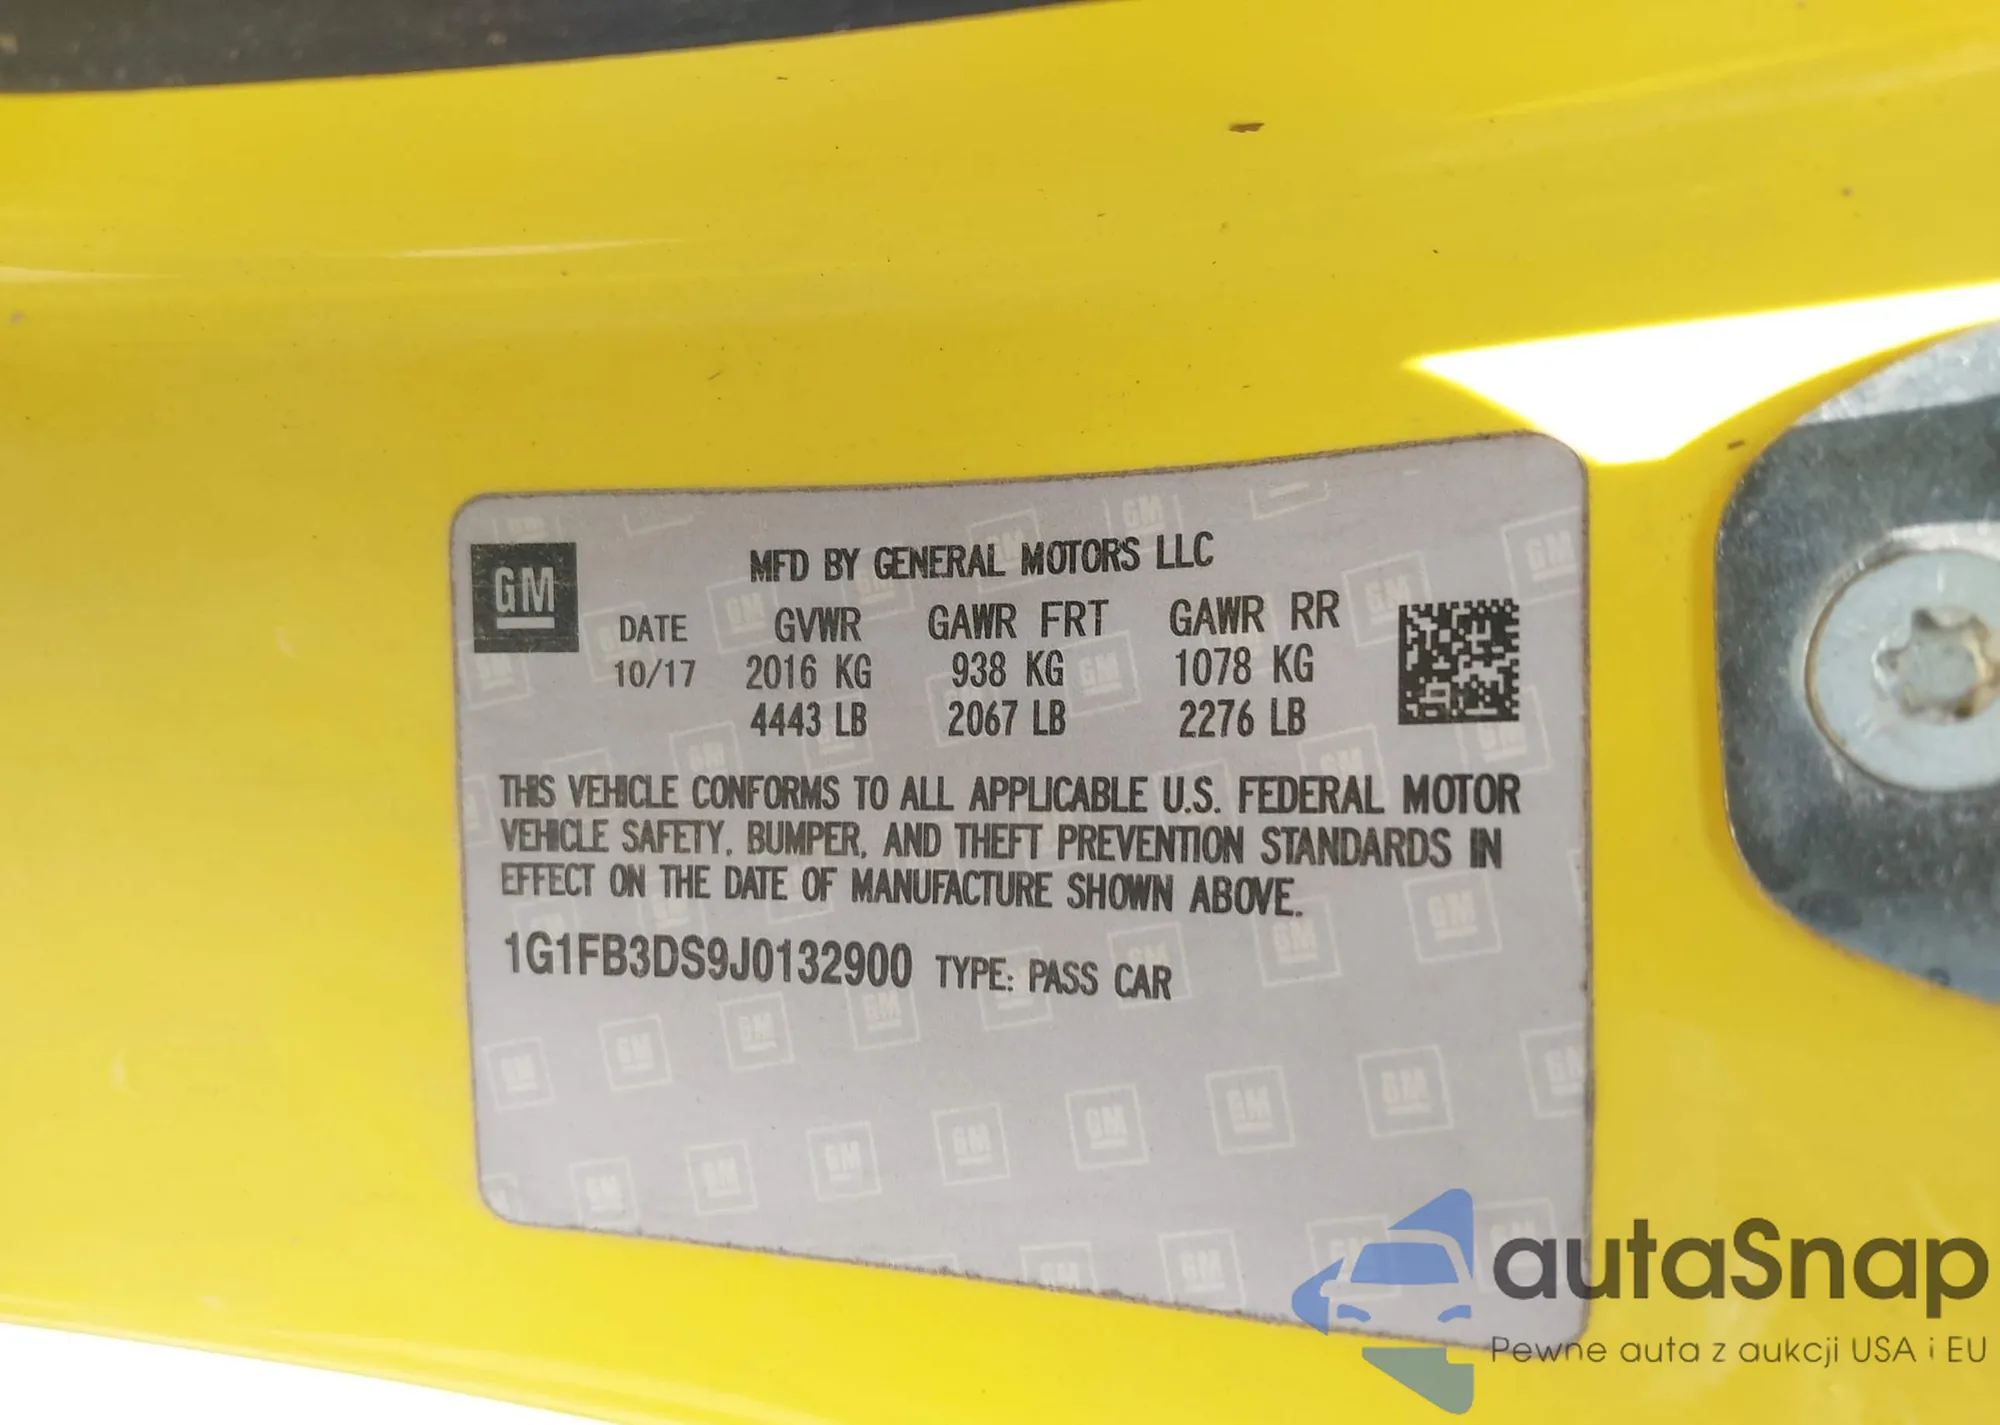 GM
MFD BY GENERAL MOTORS LLC
DATE GVWR GAWR FRT GAWR RR
10/17 2016 KG 938 KG 1078 KG
4443 LB 2067 LB 2276 LB
THIS VEHICLE CONFORMS TO ALL APPLICABLE U.S. FEDERAL MOTOR
VEHICLE SAFETY, BUMPER, AND THEFT PREVENTION STANDARDS IN
EFFECT ON THE DATE OF MANUFACTURE SHOWN ABOVE.
1G1FB3DS9J0132900 TYPE: PASS CAR
autaSnap
Pewne auta z aukcji USA i EU